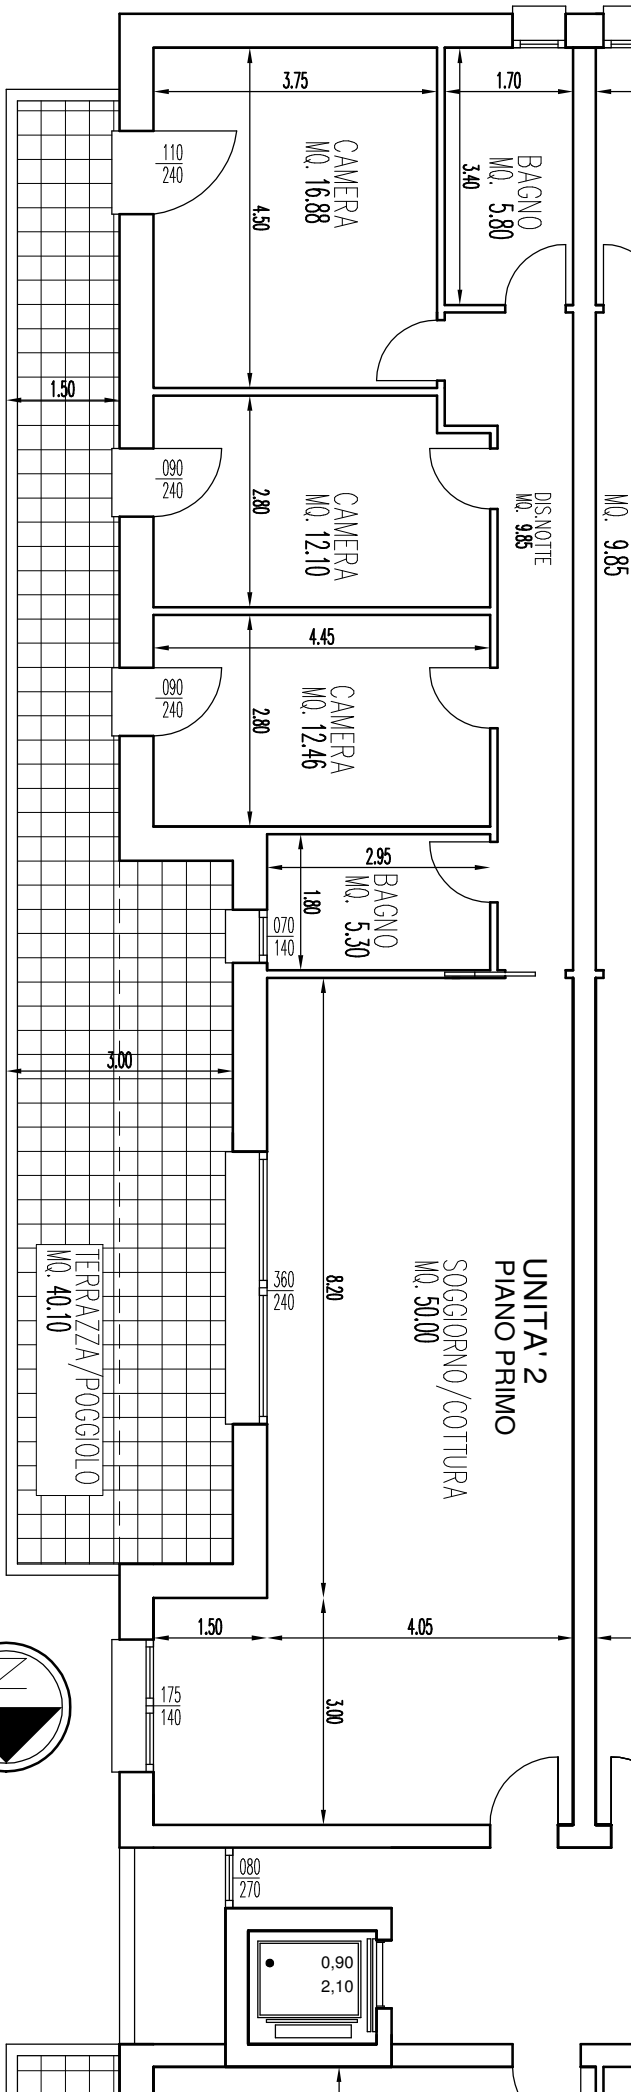 3.75
1.70
110
240
CAMERA
MQ. 16.88
4.50
BAGNO
MQ. 5.80
3.40
1.50
090
240
2.80
CAMERA
MQ. 12.10
DIS.NOTTE
MQ. 9.85
MQ. 9.85
4.45
090
240
2.80
CAMERA
MQ. 12.46
2.95
1.80
BAGNO
MQ. 5.30
070
140
3.00
TERRAZZA/POGGIOLO
MQ. 40.10
360
240
8.20
UNITA' 2
PIANO PRIMO
SOGGIORNO/COTTURA
MQ. 50.00
1.50
4.05
175
140
3.00
080
270
0,90
2,10